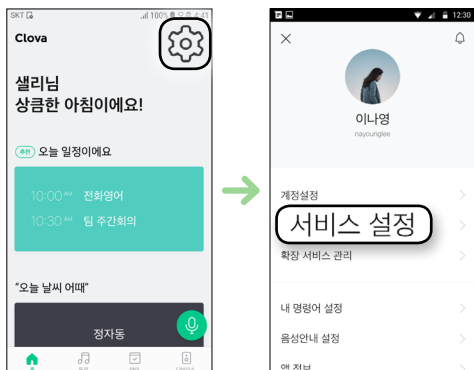 SKT
100%
4:41
Clova
샐리님
상큼한 아침이에요!
추천 오늘 일정이에요
10:00 AM 전화영어
10:30 AM 팀 주간회의
"오늘 날씨 어때"
정자동
홈
음악
12:30
이나영
nayounglee
계정설정
서비스 설정
확장 서비스 관리
내 명령어 설정
음성안내 설정
앱 정보